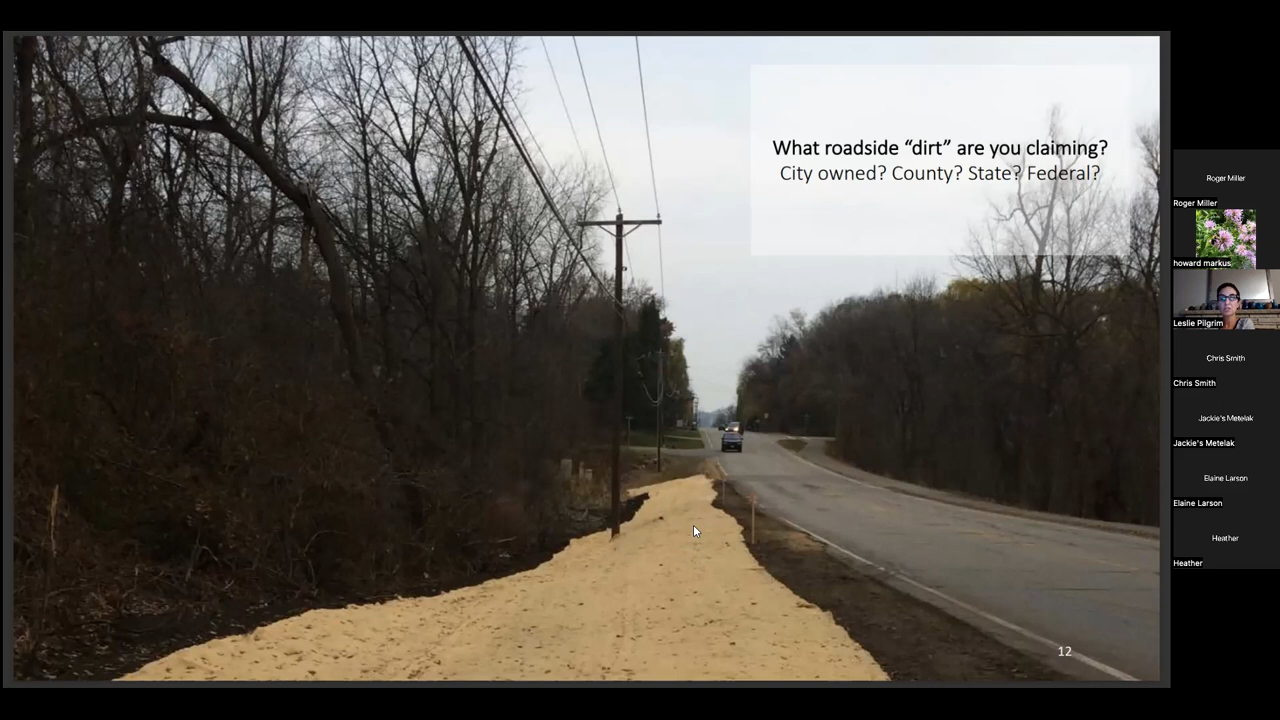 What roadside “dirt” are you claiming?
City owned? County? State? Federal?
12
Roger Miller
Roger Miller
howard markus
Leslie Pilgrim
Chris Smith
Chris Smith
Jackie's Metelak
Jackie's Metelak
Elaine Larson
Elaine Larson
Heather
Heather